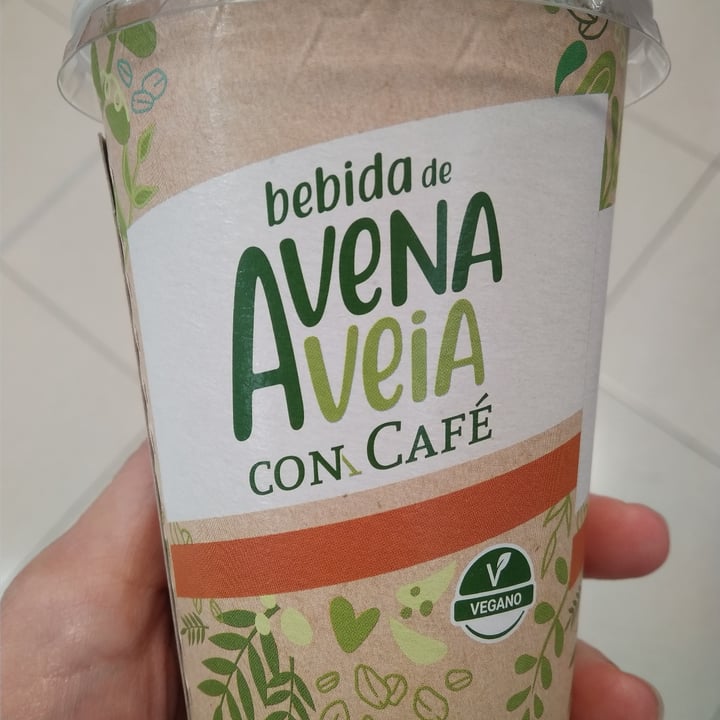 bebida de
AVENA
AVEIA
CON CAFÉ
V
VEGANO